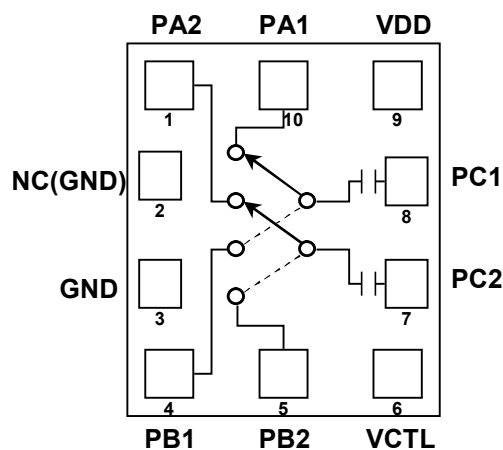 PA2 PA1 VDD
1 10 9
NC(GND) 2 8 PC1
GND 3 7 PC2
4 5 6
PB1 PB2 VCTL